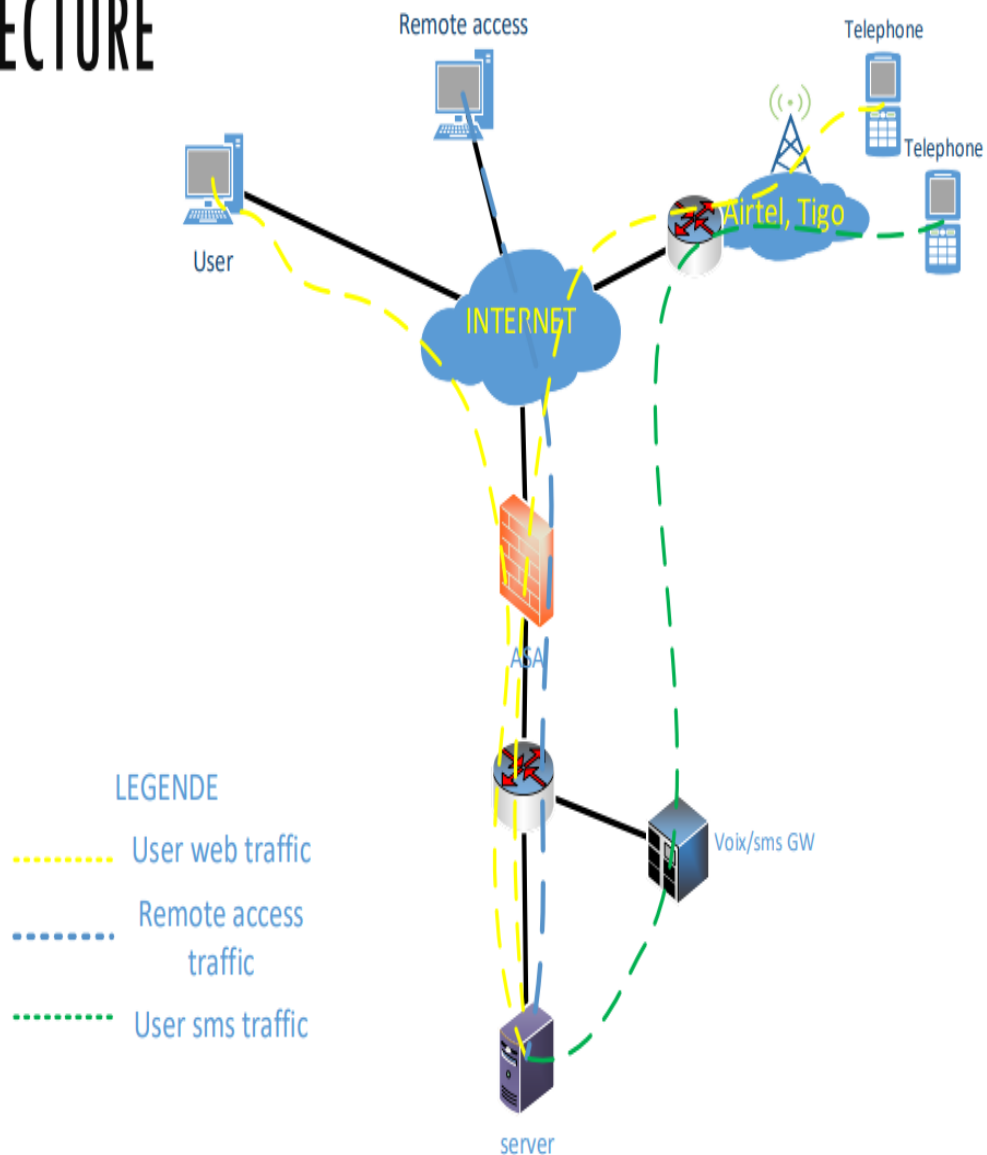 ECTURE
Remote access
Telephone
Telephone
User
Airtel, Tigo
INTERNET
ASA
LEGENDE
User web traffic
Remote access
traffic
User sms traffic
Voix/sms GW
server